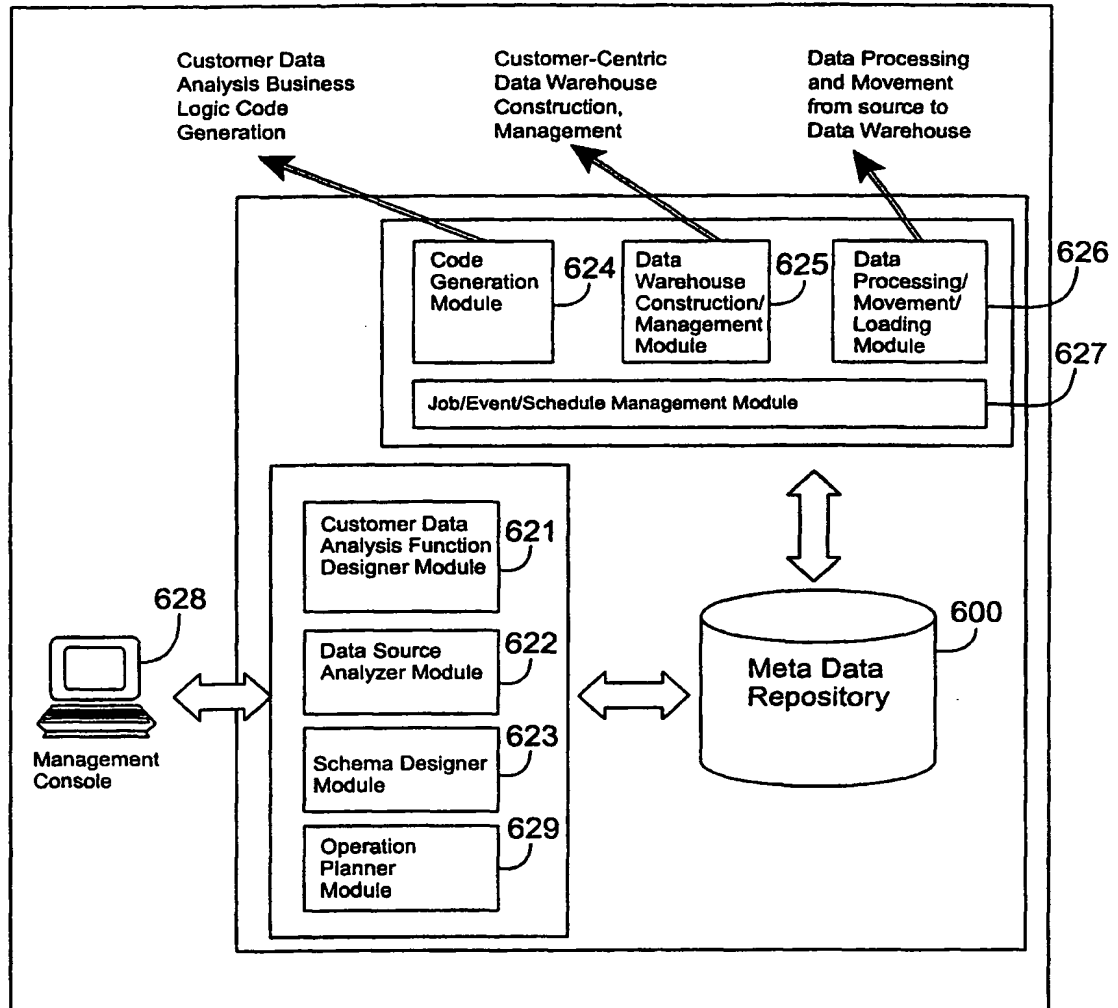 Customer Data
Analysis Business
Logic Code
Generation
Customer-Centric
Data Warehouse
Construction,
Management
Data Processing
and Movement
from source to
Data Warehouse
Code
Generation
Module
624
Data
Warehouse
Construction/
Management
Module
625
Data
Processing/
Movement/
Loading
Module
626
627
Job/Event/Schedule Management Module
Customer Data
Analysis Function
Designer Module
621
628
Data Source
Analyzer Module
622
600
Meta Data
Repository
Schema Designer
Module
623
Management
Console
Operation
Planner
Module
629